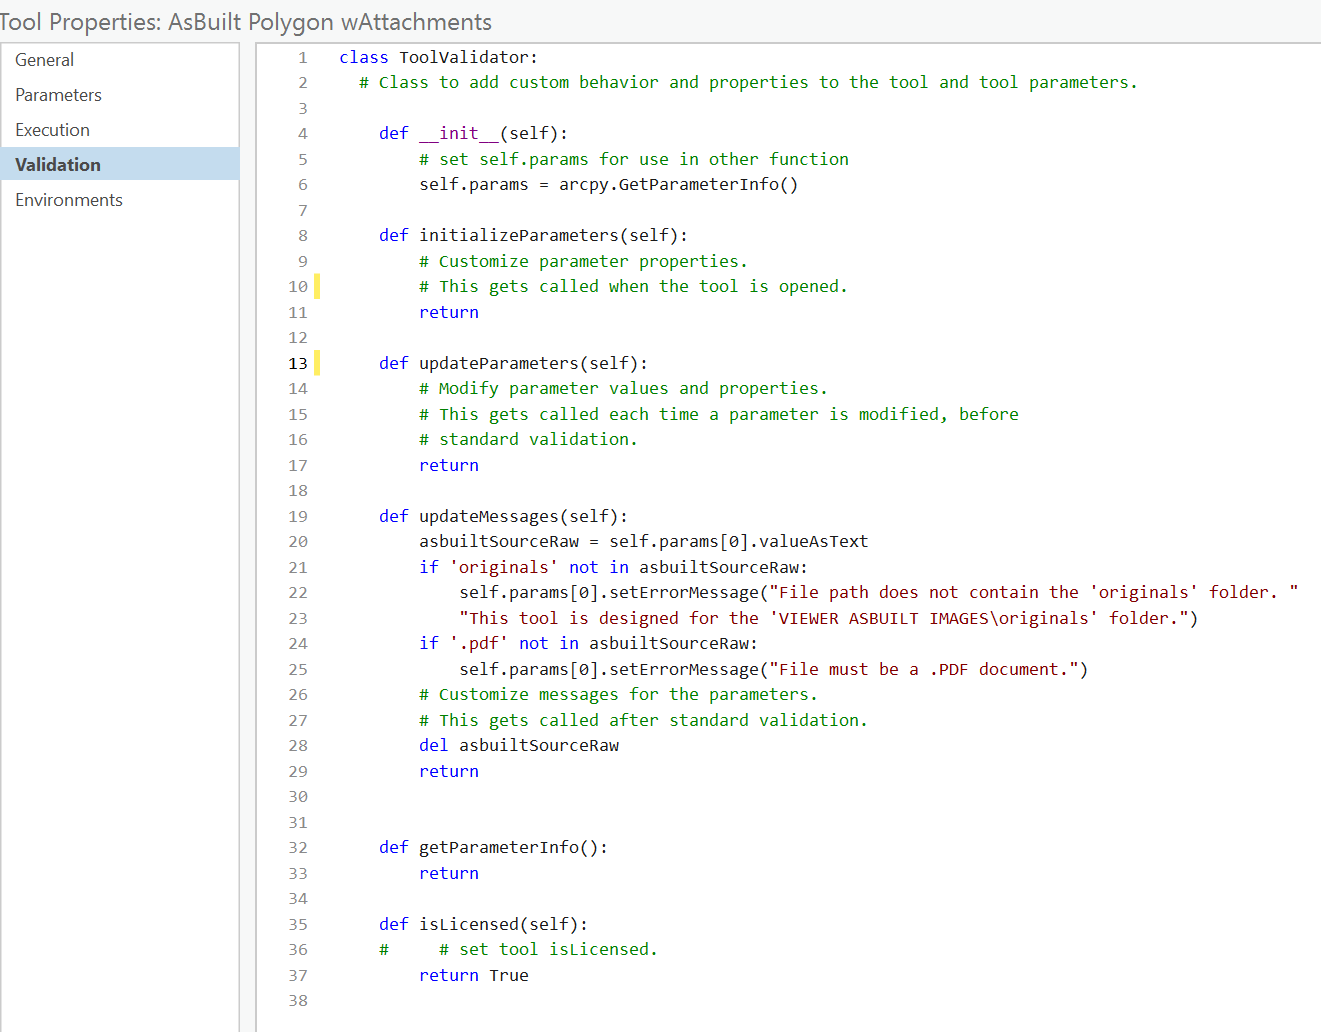 Tool Properties: AsBuilt Polygon wAttachments
General
Parameters
Execution
Validation
Environments
1 class ToolValidator:
2   # Class to add custom behavior and properties to the tool and tool parameters.
3
4     def __init__(self):
5         # set self.params for use in other function
6         self.params = arcpy.GetParameterInfo()
7
8     def initializeParameters(self):
9         # Customize parameter properties.
10         # This gets called when the tool is opened.
11         return
12
13     def updateParameters(self):
14         # Modify parameter values and properties.
15         # This gets called each time a parameter is modified, before
16         # standard validation.
17         return
18
19     def updateMessages(self):
20         asbuiltSourceRaw = self.params[0].valueAsText
21         if 'originals' not in asbuiltSourceRaw:
22             self.params[0].setErrorMessage("File path does not contain the 'originals' folder. "
23             "This tool is designed for the 'VIEWER ASBUILT IMAGES\originals' folder.")
24         if '.pdf' not in asbuiltSourceRaw:
25             self.params[0].setErrorMessage("File must be a .PDF document.")
26         # Customize messages for the parameters.
27         # This gets called after standard validation.
28         del asbuiltSourceRaw
29         return
30
31
32     def getParameterInfo():
33         return
34
35     def isLicensed(self):
36     #     # set tool isLicensed.
37         return True
38